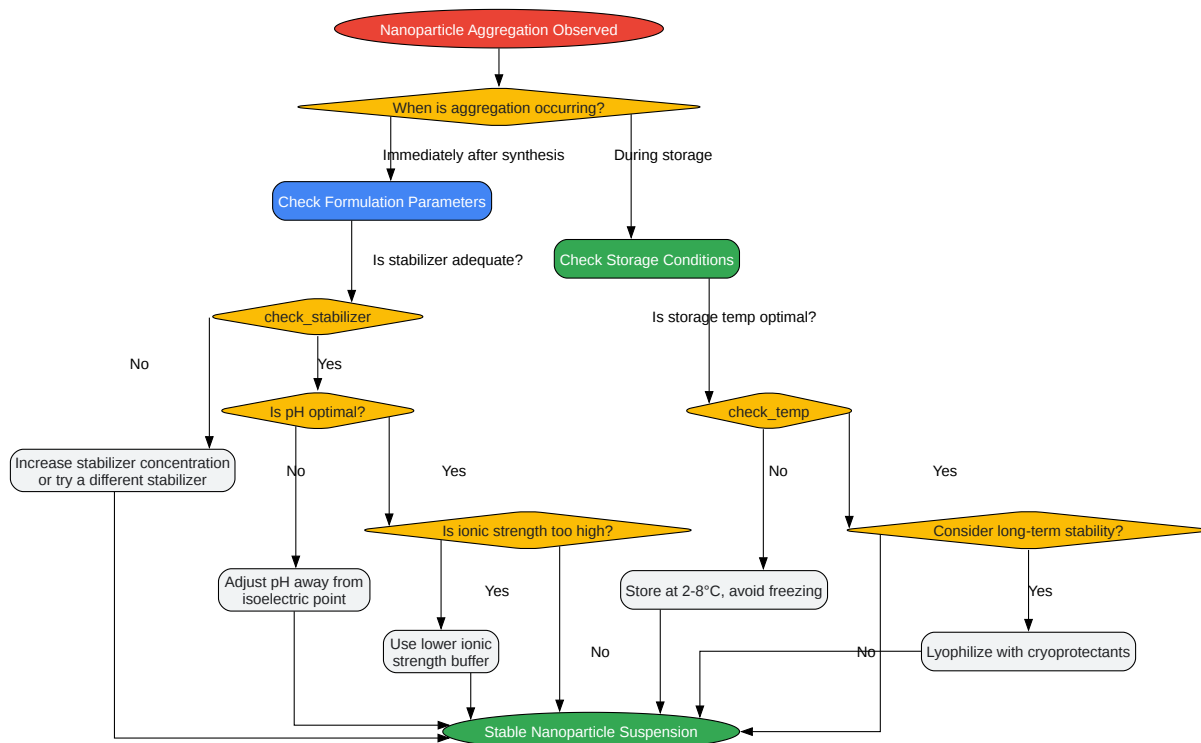 Nanoparticle Aggregation Observed
When is aggregation occurring?
Immediately after synthesis
During storage
Check Formulation Parameters
Is stabilizer adequate?
Check Storage Conditions
check_stabilizer
Is storage temp optimal?
No
Yes
Is pH optimal?
check_temp
Increase stabilizer concentration
or try a different stabilizer
No
Yes
No
Yes
Is ionic strength too high?
Consider long-term stability?
Adjust pH away from
isoelectric point
Yes
Store at 2-8°C, avoid freezing
Yes
Use lower ionic
strength buffer
No
No
Lyophilize with cryoprotectants
Stable Nanoparticle Suspension